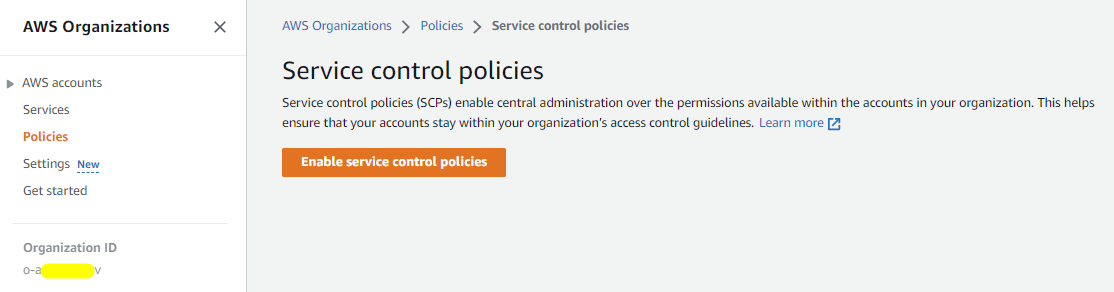 AWS Organizations
AWS accounts
Services
Policies
Settings New
Get started
Organization ID
o-a v
AWS Organizations > Policies > Service control policies
Service control policies
Service control policies (SCPs) enable central administration over the permissions available within the accounts in your organization. This helps
ensure that your accounts stay within your organization's access control guidelines. Learn more
Enable service control policies